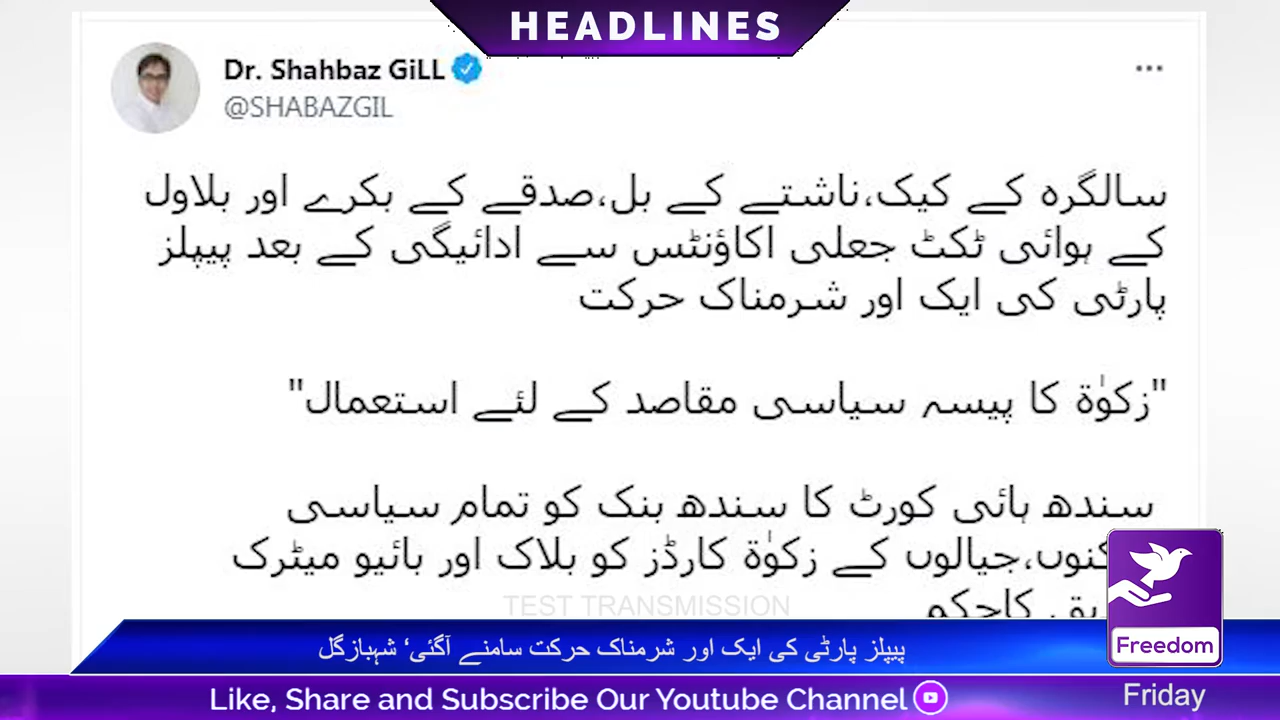 HEADLINES
Dr. Shahbaz GiLL
@SHABAZGIL
سالگرہ کے کیک،ناشتے کے بل،صدقے کے بکرے اور بلاول
کے ہوائی ٹکٹ جعلی اکاؤنٹس سے ادائیگی کے بعد پیپلز
پارٹی کی ایک اور شرمناک حرکت
"زکوٰۃ کا پیسہ سیاسی مقاصد کے لئے استعمال"
سندھ ہائی کورٹ کا سندھ بنک کو تمام سیاسی
جیالوں کے زکوٰۃ کارڈز کو بلاک اور بائیو میٹرک
کاحکم
TEST TRANSMISSION
Freedom
پیپلز پارٹی کی ایک اور شرمناک حرکت سامنے آگئی‘ شہبازگل
Like, Share and Subscribe Our Youtube Channel
Friday